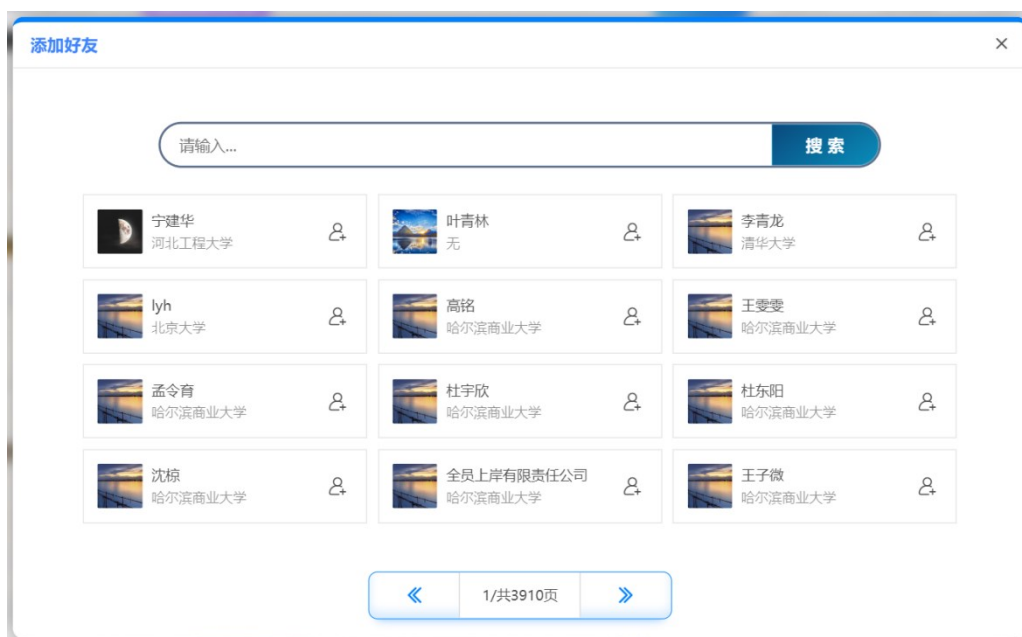 添加好友
请输入...
搜索
宁建华
河北工程大学
叶青林
无
李青龙
清华大学
lyh
北京大学
高铭
哈尔滨商业大学
王雯雯
哈尔滨商业大学
孟令育
哈尔滨商业大学
杜宇欣
哈尔滨商业大学
杜东阳
哈尔滨商业大学
沈椋
哈尔滨商业大学
全员上岸有限责任公司
哈尔滨商业大学
王子微
哈尔滨商业大学
1/共3910页